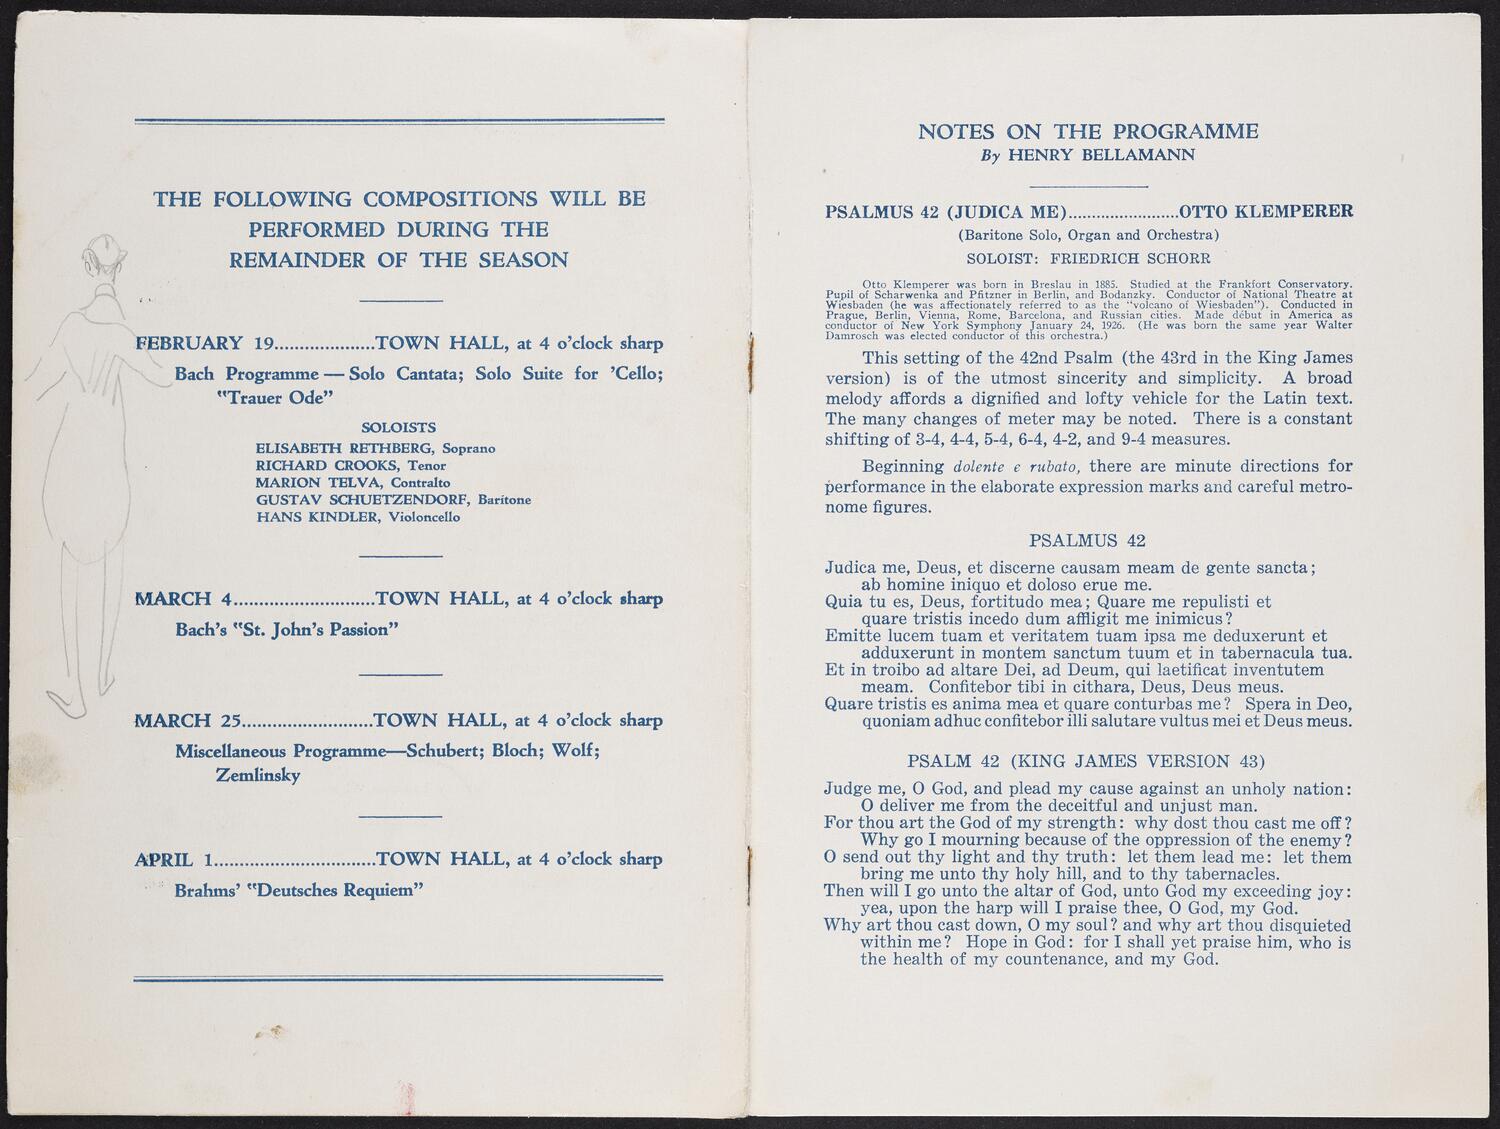 THE FOLLOWING COMPOSITIONS WILL BE
PERFORMED DURING THE
REMAINDER OF THE SEASON
FEBRUARY 19....................TOWN HALL, at 4 o'clock sharp
Bach Programme — Solo Cantata; Solo Suite for 'Cello;
"Trauer Ode"
SOLOISTS
ELISABETH RETHBERG, Soprano
RICHARD CROOKS, Tenor
MARION TELVA, Contralto
GUSTAV SCHUETZENDORF, Baritone
HANS KINDLER, Violoncello
MARCH 4............................TOWN HALL, at 4 o'clock sharp
Bach's "St. John's Passion"
MARCH 25..........................TOWN HALL, at 4 o'clock sharp
Miscellaneous Programme—Schubert; Bloch; Wolf;
Zemlinsky
APRIL 1................................TOWN HALL, at 4 o'clock sharp
Brahms' "Deutsches Requiem"
NOTES ON THE PROGRAMME
By HENRY BELLAMANN
PSALMUS 42 (JUDICA ME)........................OTTO KLEMPERER
(Baritone Solo, Organ and Orchestra)
SOLOIST: FRIEDRICH SCHORR
Otto Klemperer was born in Breslau in 1885. Studied at the Frankfort Conservatory.
Pupil of Scharwenka and Pfitzner in Berlin, and Bodanzky. Conductor of National Theatre at
Wiesbaden (he was affectionately referred to as the "volcano of Wiesbaden"). Conducted in
Prague, Berlin, Vienna, Rome, Barcelona, and Russian cities. Made début in America as
conductor of New York Symphony January 24, 1926. (He was born the same year Walter
Damrosch was elected conductor of this orchestra.)
This setting of the 42nd Psalm (the 43rd in the King James
version) is of the utmost sincerity and simplicity. A broad
melody affords a dignified and lofty vehicle for the Latin text.
The many changes of meter may be noted. There is a constant
shifting of 3-4, 4-4, 5-4, 6-4, 4-2, and 9-4 measures.
Beginning dolente e rubato, there are minute directions for
performance in the elaborate expression marks and careful metro-
nome figures.
PSALMUS 42
Judica me, Deus, et discerne causam meam de gente sancta;
ab homine iniquo et doloso erue me.
Quia tu es, Deus, fortitudo mea; Quare me repulisti et
quare tristis incedo dum affligit me inimicus?
Emitte lucem tuam et veritatem tuam ipsa me deduxerunt et
adduxerunt in montem sanctum tuum et in tabernacula tua.
Et in troibo ad altare Dei, ad Deum, qui laetificat inventutem
meam. Confitebor tibi in cithara, Deus, Deus meus.
Quare tristis es anima mea et quare conturbas me? Spera in Deo,
quoniam adhuc confitebor illi salutare vultus mei et Deus meus.
PSALM 42 (KING JAMES VERSION 43)
Judge me, O God, and plead my cause against an unholy nation:
O deliver me from the deceitful and unjust man.
For thou art the God of my strength: why dost thou cast me off?
Why go I mourning because of the oppression of the enemy?
O send out thy light and thy truth: let them lead me: let them
bring me unto thy holy hill, and to thy tabernacles.
Then will I go unto the altar of God, unto God my exceeding joy:
yea, upon the harp will I praise thee, O God, my God.
Why art thou cast down, O my soul? and why art thou disquieted
within me? Hope in God: for I shall yet praise him, who is
the health of my countenance, and my God.